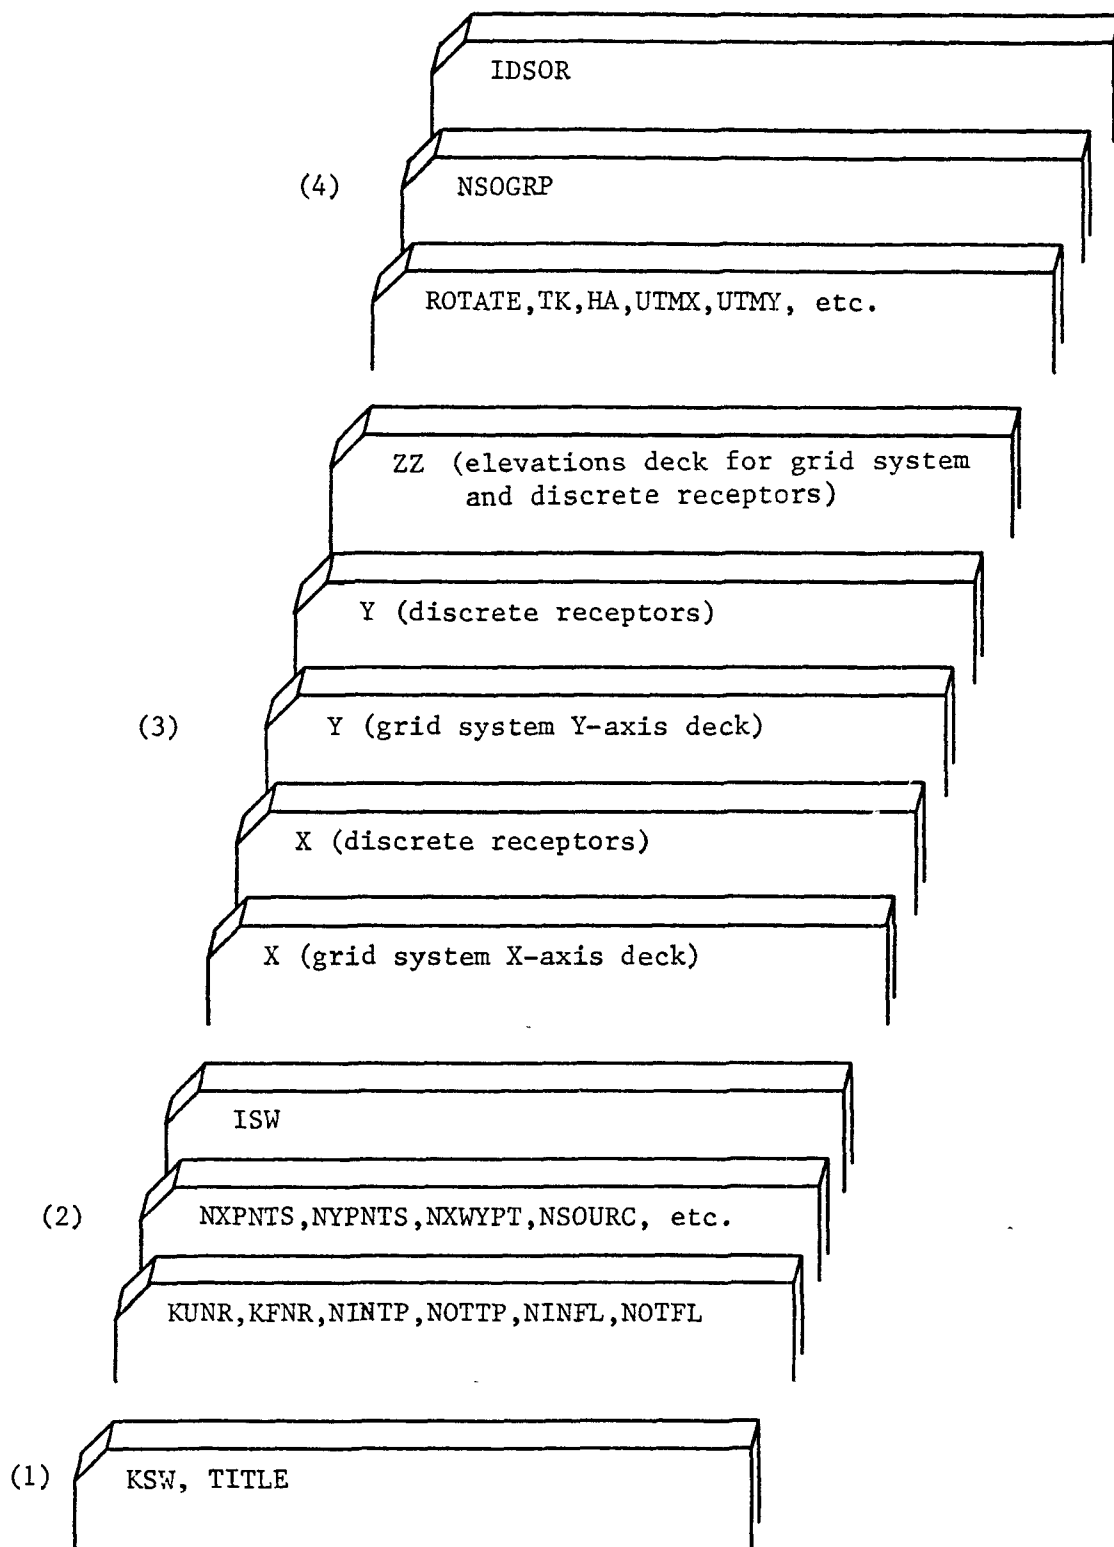 IDSOR
(4) NSOGRP
ROTATE,TK,HA,UTMX,UTMY, etc.
ZZ (elevations deck for grid system
and discrete receptors)
Y (discrete receptors)
(3) Y (grid system Y-axis deck)
X (discrete receptors)
X (grid system X-axis deck)
ISW
(2) NXPNTS,NYPNTS,NXWYPT,NSOURC, etc.
KUNR,KFNR,NINTP,NOTTP,NINFL,NOTFL
(1) KSW, TITLE